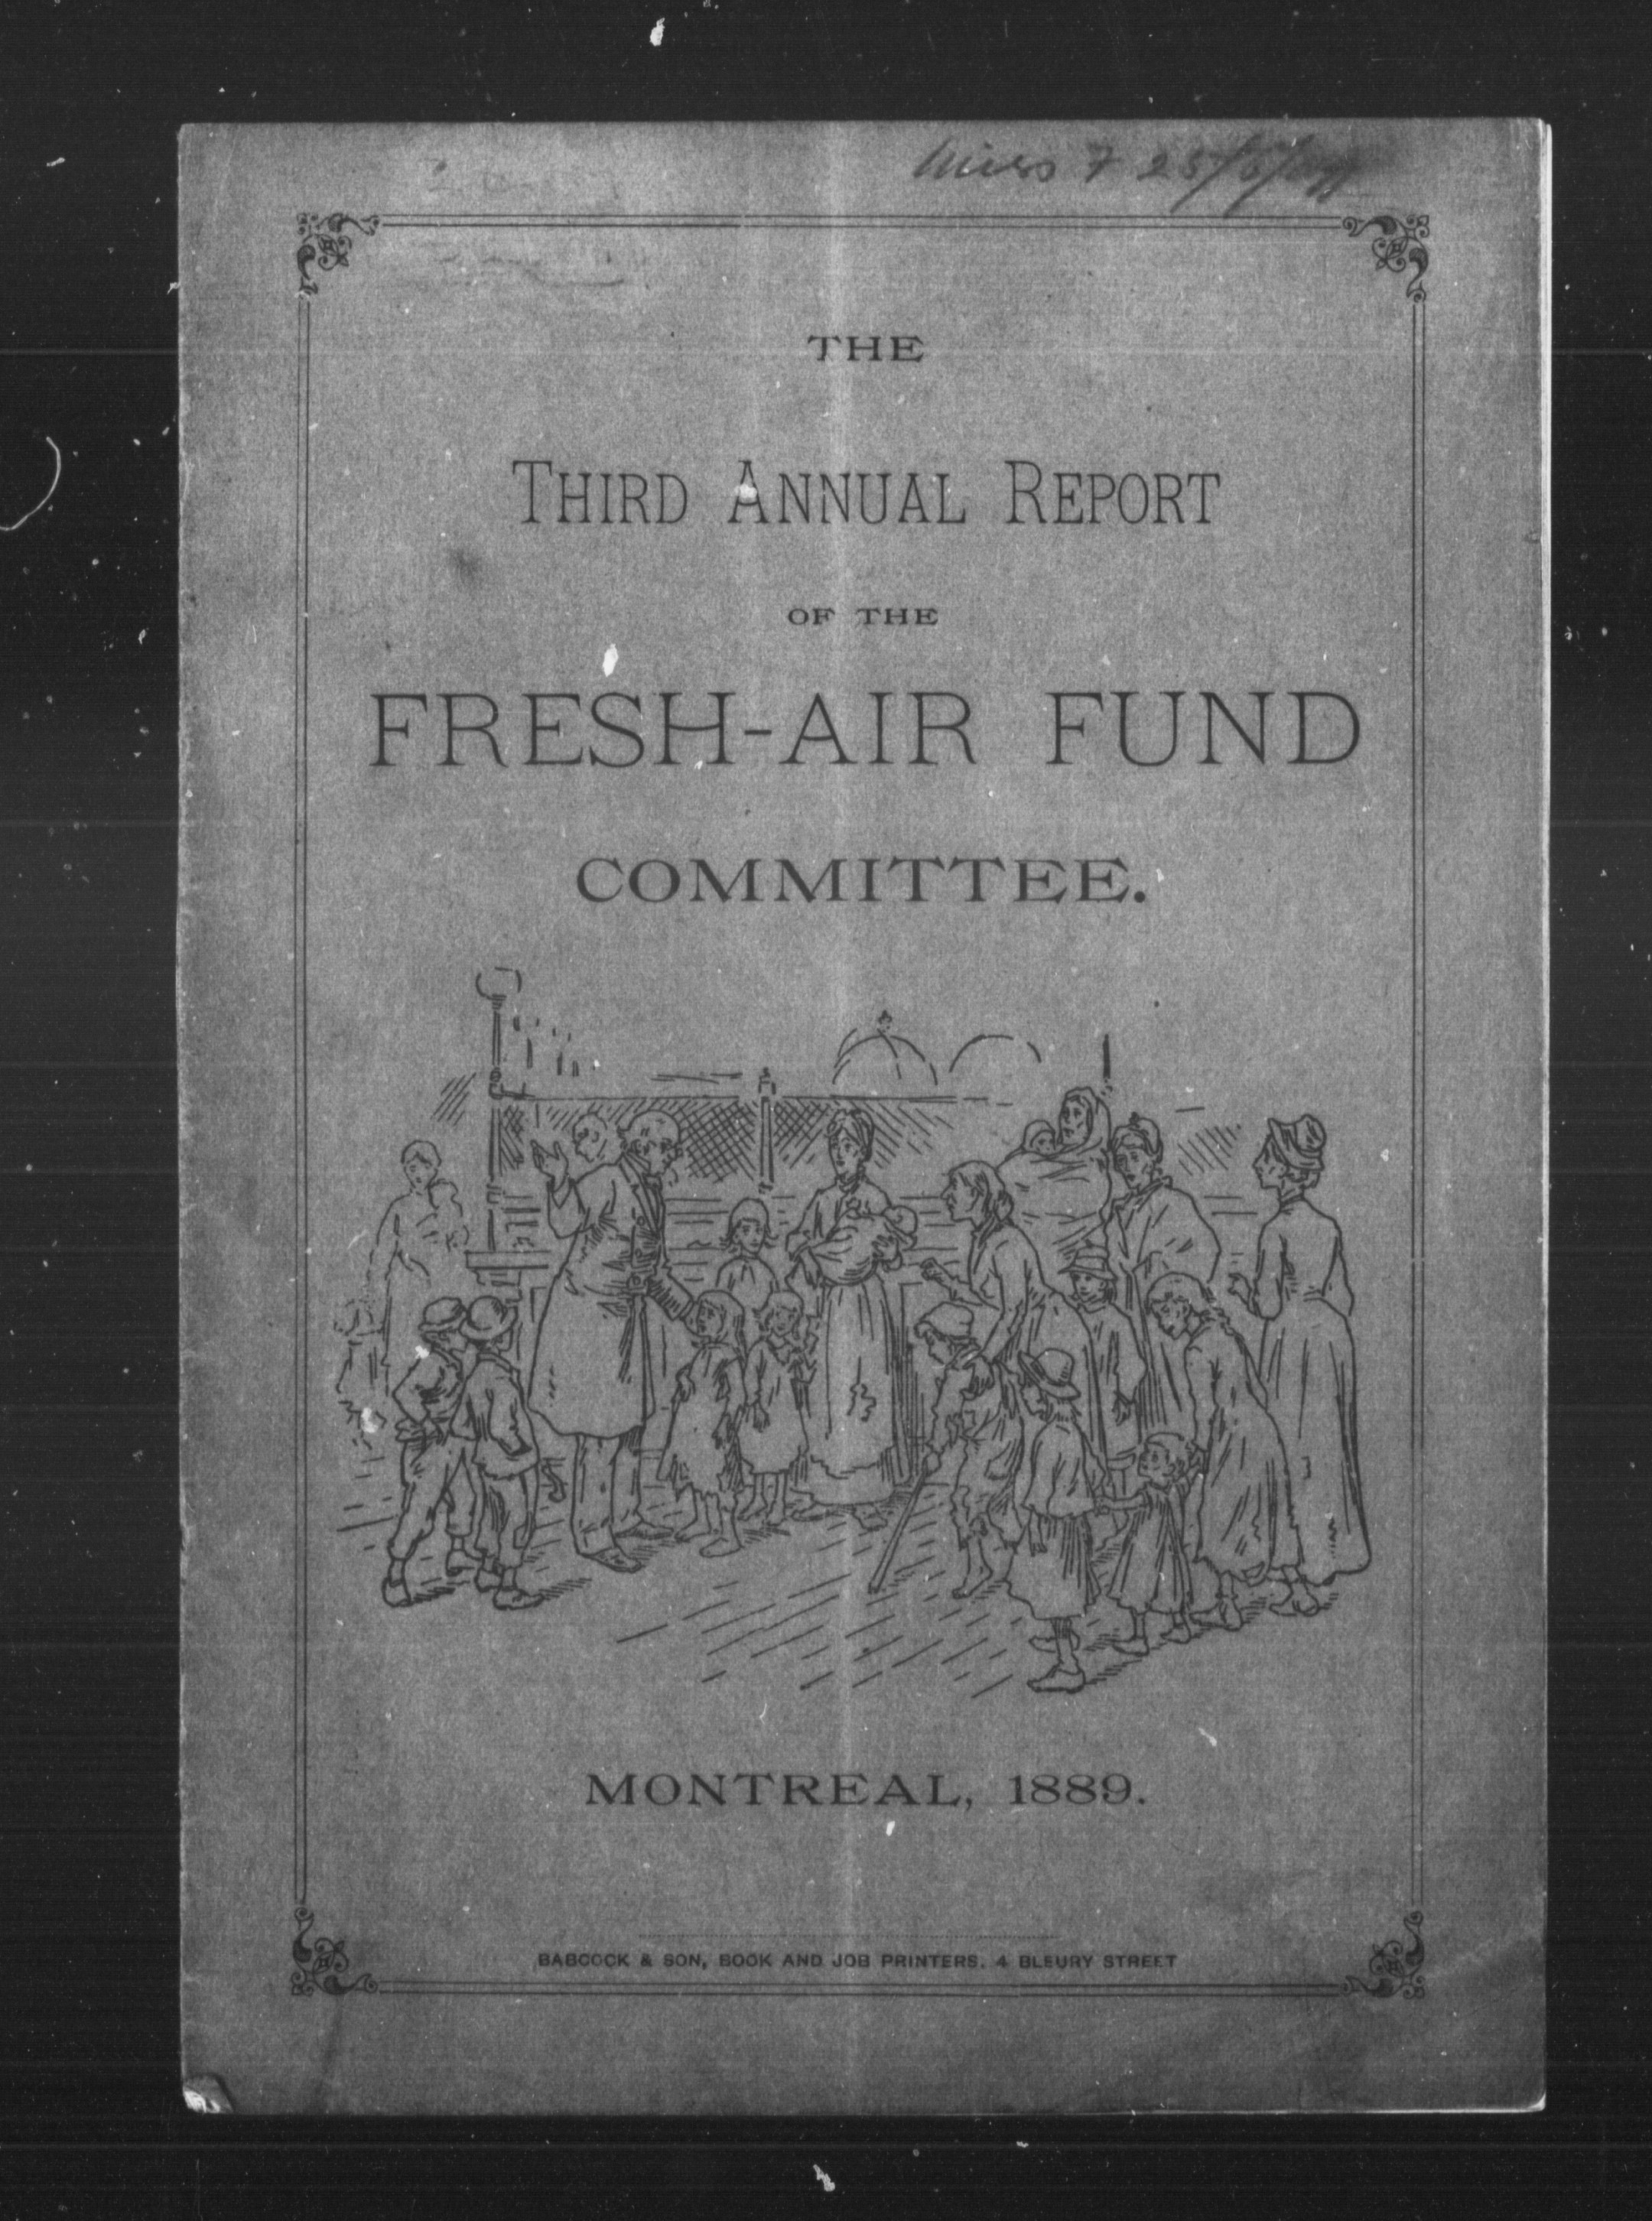 THE
THIRD ANNUAL REPORT
OF THE
FRESH-AIR FUND
COMMITTEE.
MONTREAL, 1889.
BABCOCK & SON, BOOK AND JOB PRINTERS, 4 BLEURY STREET